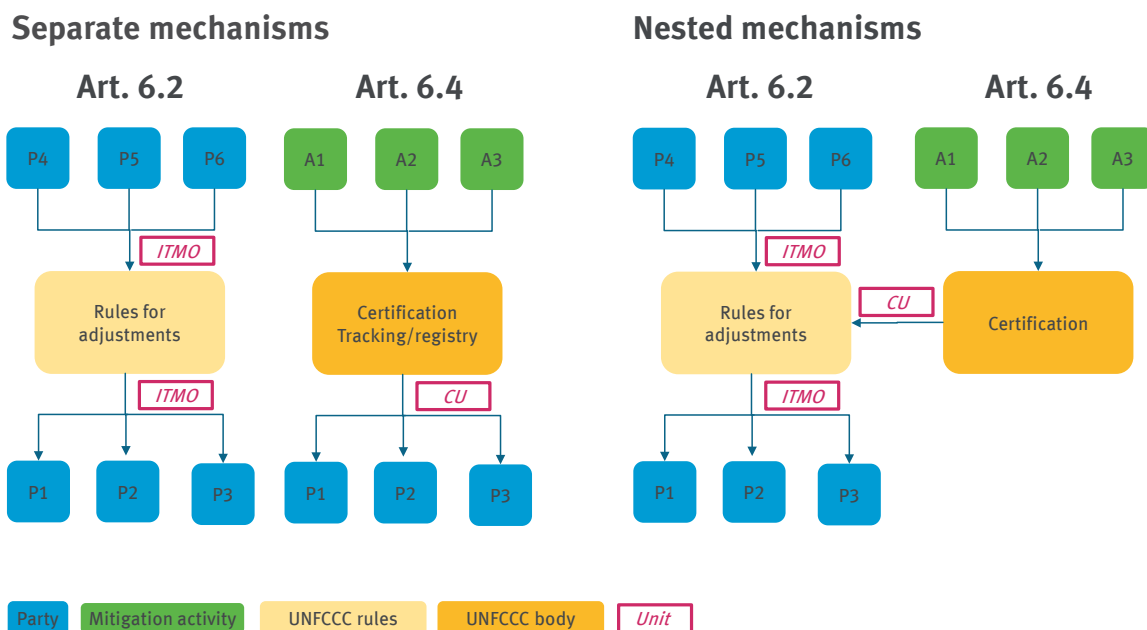 Separate mechanisms
Nested mechanisms
Art. 6.2
Art. 6.4
Art. 6.2
Art. 6.4
P4
P5
P6
A1
A2
A3
P4
P5
P6
A1
A2
A3
ITMO
ITMO
Rules for
adjustments
Certification
Tracking/registry
Rules for
adjustments
CU
Certification
ITMO
CU
ITMO
P1
P2
P3
P1
P2
P3
P1
P2
P3
Party
Mitigation activity
UNFCCC rules
UNFCCC body
Unit